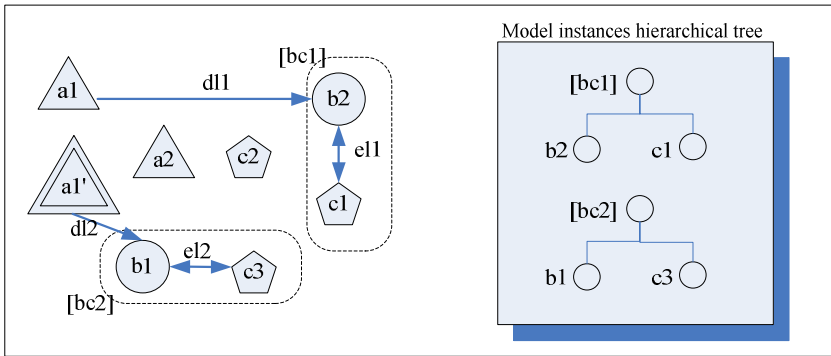 Model instances hierarchical tree
[bc1]
a1
dl1
b2
a2
c2
el1
a1'
c1
dl2
b1
el2
c3
[bc2]
[bc1]
b2
c1
[bc2]
b1
c3